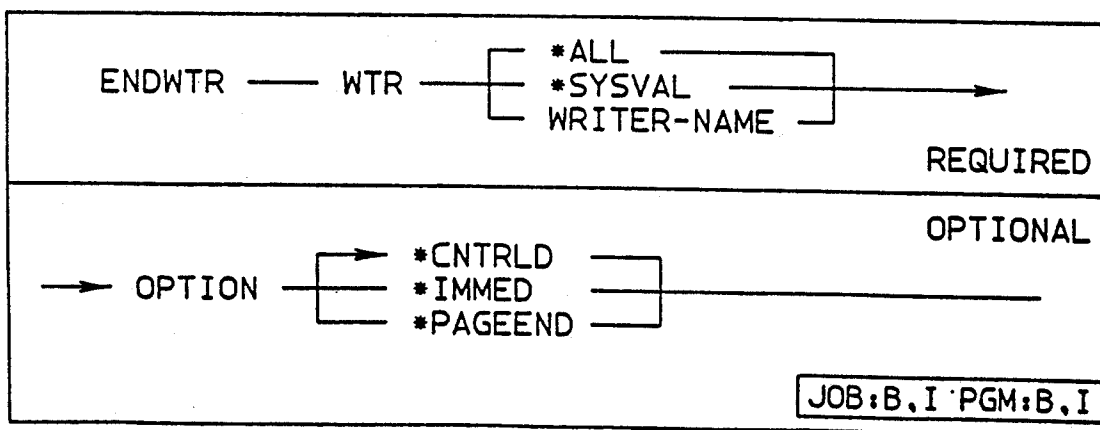 *ALL
ENDWTR WTR *SYSVAL
WRITER-NAME
REQUIRED
OPTIONAL
*CNTRLD
OPTION *IMMED
*PAGEEND
JOB:B,I PGM:B,I